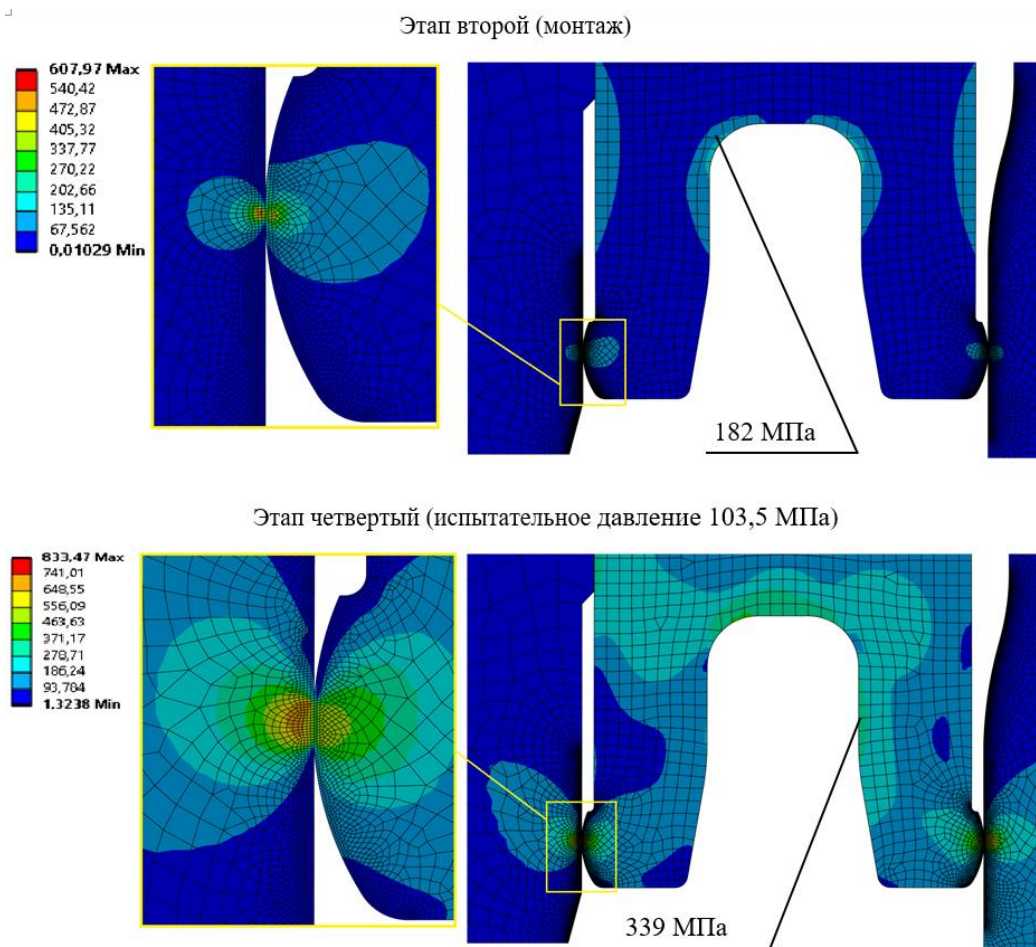 Этап второй (монтаж)
607,97 Max
540,42
472,87
405,32
337,77
270,22
202,66
135,11
67,562
0,01029 Min
182 МПа
Этап четвертый (испытательное давление 103,5 МПа)
833,47 Max
741,01
648,55
556,09
463,63
371,17
278,71
186,24
93,784
1,3238 Min
339 МПа